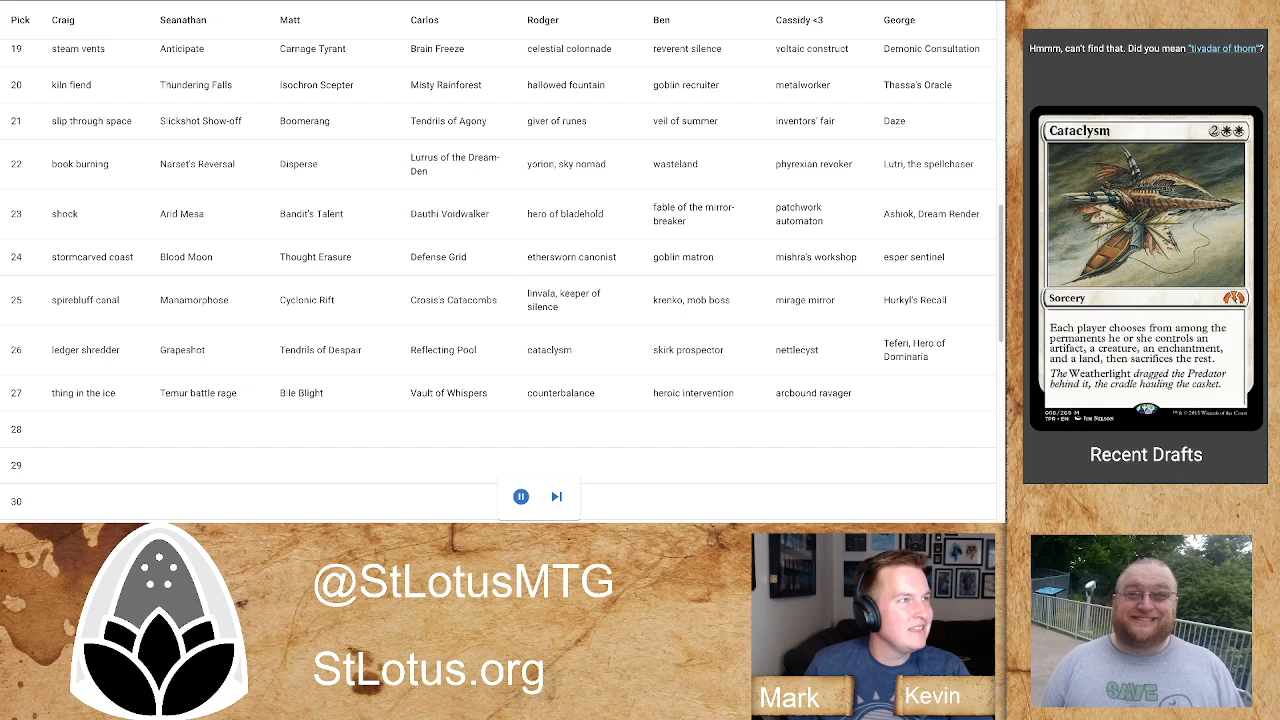 Pick Craig Seanathan Matt Carlos Rodger Ben Cassidy <3 George
19 steam vents Anticipate Carnage Tyrant Brain Freeze celestial colonnade reverent silence voltaic construct Demonic Consultation
20 kiln fiend Thundering Falls Isochron Scepter Misty Rainforest hallowed fountain goblin recruiter metalworker Thassa's Oracle
21 slip through space Slickshot Show-off Boomerang Tendrils of Agony giver of runes veil of summer inventors' fair Daze
22 book burning Narset's Reversal Disperse Lurrus of the Dream-Den yorion, sky nomad wasteland phyrexian revoker Lutri, the spellchaser
23 shock Arid Mesa Bandit's Talent Dauthi Voidwalker hero of bladehold fable of the mirror-breaker patchwork automaton Ashiok, Dream Render
24 stormcarved coast Blood Moon Thought Erasure Defense Grid ethersworn canonist goblin matron mishra's workshop esper sentinel
25 spirebluff canal Manamorphose Cyclonic Rift Crosis's Catacombs linvala, keeper of silence krenko, mob boss mirage mirror Hurkyl's Recall
26 ledger shredder Grapeshot Tendrils of Despair Reflecting Pool cataclysm skirk prospector nettlecyst Teferi, Hero of Dominaria
27 thing in the ice Temur battle rage Bile Blight Vault of Whispers counterbalance heroic intervention arcbound ravager
28
29
30
Hmmm, can't find that. Did you mean "tivadar of thorn"?
Cataclysm 2
Sorcery
Each player chooses from among the
permanents he or she controls an
artifact, a creature, an enchantment,
and a land, then sacrifices the rest.
The Weatherlight dragged the Predator
behind it, the cradle hauling the casket.
008/269 M
TPR • EN JIM NELSON
Recent Drafts
@StLotusMTG
StLotus.org
Mark
Kevin
SAVE